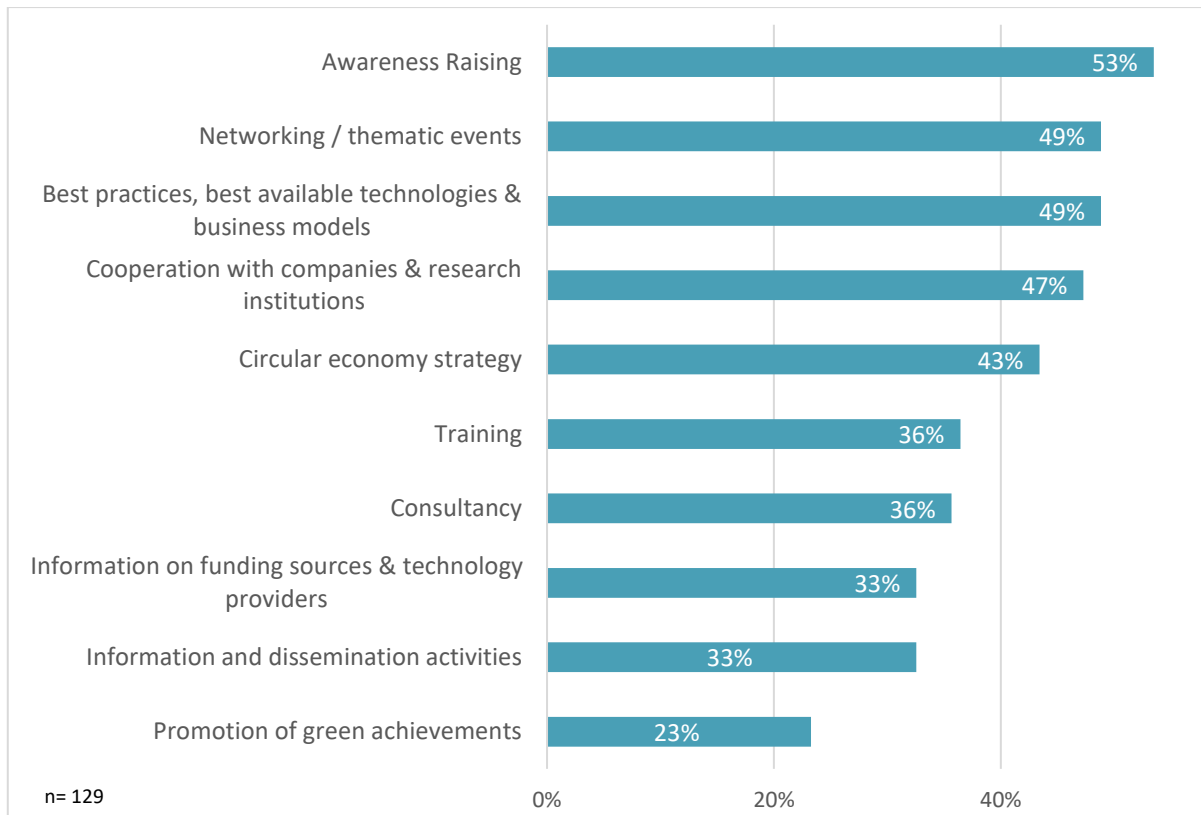 Awareness Raising
53%
Networking / thematic events
49%
Best practices, best available technologies &
business models
49%
Cooperation with companies & research
institutions
47%
Circular economy strategy
43%
Training
36%
Consultancy
36%
Information on funding sources & technology
providers
33%
Information and dissemination activities
33%
Promotion of green achievements
23%
n= 129
0%
20%
40%